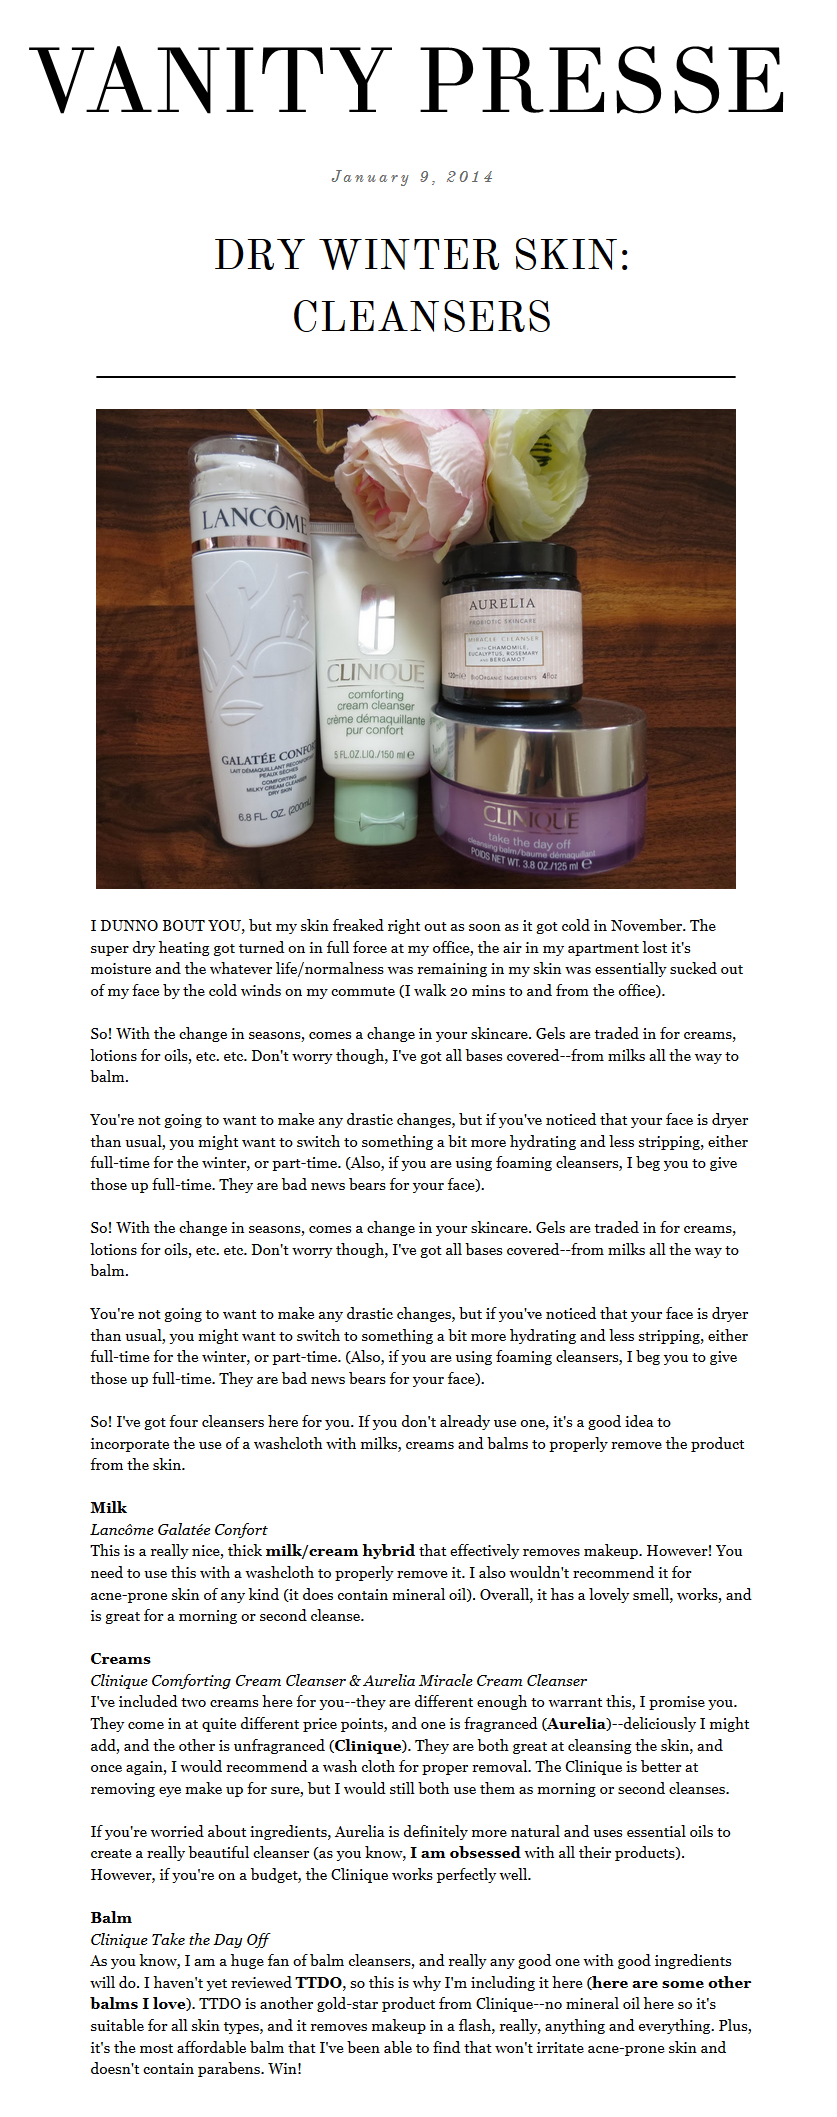 VANITY PRESSE
January 9, 2014
DRY WINTER SKIN:
CLEANSERS
LANCÔME
GALATÉE CONFOR
LAIT DÉMAQUILLANT RÉCONFORTANT
PEAUX SÈCHES
COMFORTING
MILKY CREAM CLEANSER
DRY SKIN
6.8 FL. OZ. (200mL
CLINIQUE
comforting
cream cleanser
crème démaquillante
pur confort
5 FL.OZ.LIQ./150 ml e
AURELIA
PROBIOTIC SKINCARE
MIRACLE CLEANSER
WITH CHAMOMILE,
EUCALYPTUS, ROSEMARY
AND BERGAMOT
120ml e BIOORGANIC INGREDIENTS 4floz
CLINIQUE
take the day off
cleansing balm/baume démaquillant
POIDS NET WT. 3.8 OZ./125 ml e
I DUNNO BOUT YOU, but my skin freaked right out as soon as it got cold in November. The
super dry heating got turned on in full force at my office, the air in my apartment lost it's
moisture and the whatever life/normalness was remaining in my skin was essentially sucked out
of my face by the cold winds on my commute (I walk 20 mins to and from the office).
So! With the change in seasons, comes a change in your skincare. Gels are traded in for creams,
lotions for oils, etc. etc. Don't worry though, I've got all bases covered--from milks all the way to
balm.
You're not going to want to make any drastic changes, but if you've noticed that your face is dryer
than usual, you might want to switch to something a bit more hydrating and less stripping, either
full-time for the winter, or part-time. (Also, if you are using foaming cleansers, I beg you to give
those up full-time. They are bad news bears for your face).
So! With the change in seasons, comes a change in your skincare. Gels are traded in for creams,
lotions for oils, etc. etc. Don't worry though, I've got all bases covered--from milks all the way to
balm.
You're not going to want to make any drastic changes, but if you've noticed that your face is dryer
than usual, you might want to switch to something a bit more hydrating and less stripping, either
full-time for the winter, or part-time. (Also, if you are using foaming cleansers, I beg you to give
those up full-time. They are bad news bears for your face).
So! I've got four cleansers here for you. If you don't already use one, it's a good idea to
incorporate the use of a washcloth with milks, creams and balms to properly remove the product
from the skin.
Milk
Lancôme Galatée Confort
This is a really nice, thick milk/cream hybrid that effectively removes makeup. However! You
need to use this with a washcloth to properly remove it. I also wouldn't recommend it for
acne-prone skin of any kind (it does contain mineral oil). Overall, it has a lovely smell, works, and
is great for a morning or second cleanse.
Creams
Clinique Comforting Cream Cleanser & Aurelia Miracle Cream Cleanser
I've included two creams here for you--they are different enough to warrant this, I promise you.
They come in at quite different price points, and one is fragranced (Aurelia)--deliciously I might
add, and the other is unfragranced (Clinique). They are both great at cleansing the skin, and
once again, I would recommend a wash cloth for proper removal. The Clinique is better at
removing eye make up for sure, but I would still both use them as morning or second cleanses.
If you're worried about ingredients, Aurelia is definitely more natural and uses essential oils to
create a really beautiful cleanser (as you know, I am obsessed with all their products).
However, if you're on a budget, the Clinique works perfectly well.
Balm
Clinique Take the Day Off
As you know, I am a huge fan of balm cleansers, and really any good one with good ingredients
will do. I haven't yet reviewed TTDO, so this is why I'm including it here (here are some other
balms I love). TTDO is another gold-star product from Clinique--no mineral oil here so it's
suitable for all skin types, and it removes makeup in a flash, really, anything and everything. Plus,
it's the most affordable balm that I've been able to find that won't irritate acne-prone skin and
doesn't contain parabens. Win!